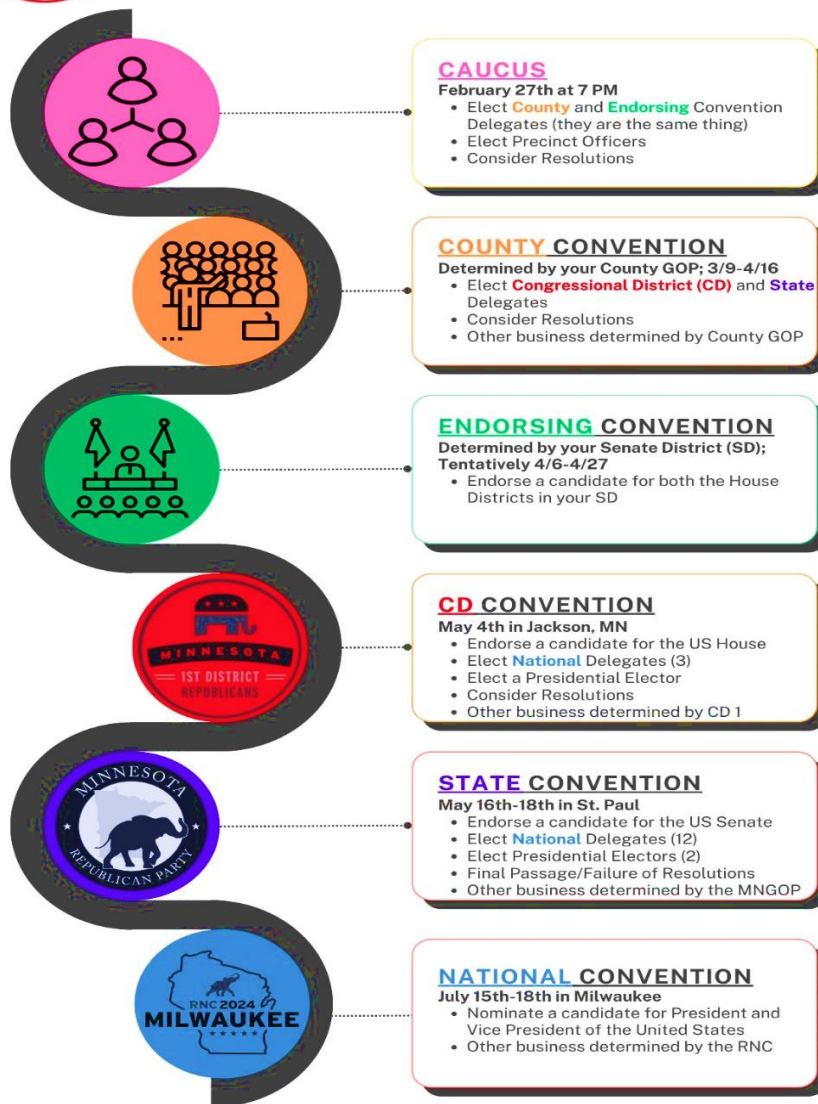 CAUCUS
February 27th at 7 PM
• Elect County and Endorsing Convention
Delegates (they are the same thing)
• Elect Precinct Officers
• Consider Resolutions
COUNTY CONVENTION
Determined by your County GOP; 3/9-4/16
• Elect Congressional District (CD) and State
Delegates
• Consider Resolutions
• Other business determined by County GOP
ENDORSING CONVENTION
Determined by your Senate District (SD);
Tentatively 4/6-4/27
• Endorse a candidate for both the House
Districts in your SD
MINNESOTA
1ST DISTRICT
REPUBLICANS
CD CONVENTION
May 4th in Jackson, MN
• Endorse a candidate for the US House
• Elect National Delegates (3)
• Elect a Presidential Elector
• Consider Resolutions
• Other business determined by CD 1
MINNESOTA
REPUBLICAN PARTY
STATE CONVENTION
May 16th-18th in St. Paul
• Endorse a candidate for the US Senate
• Elect National Delegates (12)
• Elect Presidential Electors (2)
• Final Passage/Failure of Resolutions
• Other business determined by the MNGOP
RNC 2024
MILWAUKEE
NATIONAL CONVENTION
July 15th-18th in Milwaukee
• Nominate a candidate for President and
Vice President of the United States
• Other business determined by the RNC